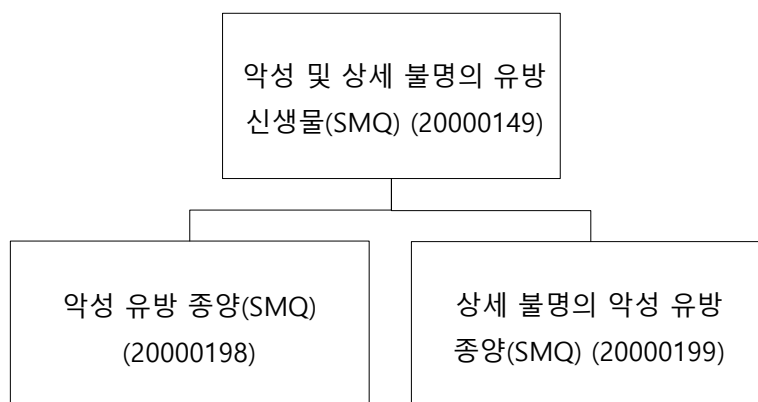 악성 및 상세 불명의 유방
신생물(SMQ) (20000149)
악성 유방 종양(SMQ)
(20000198)
상세 불명의 악성 유방
종양(SMQ) (20000199)